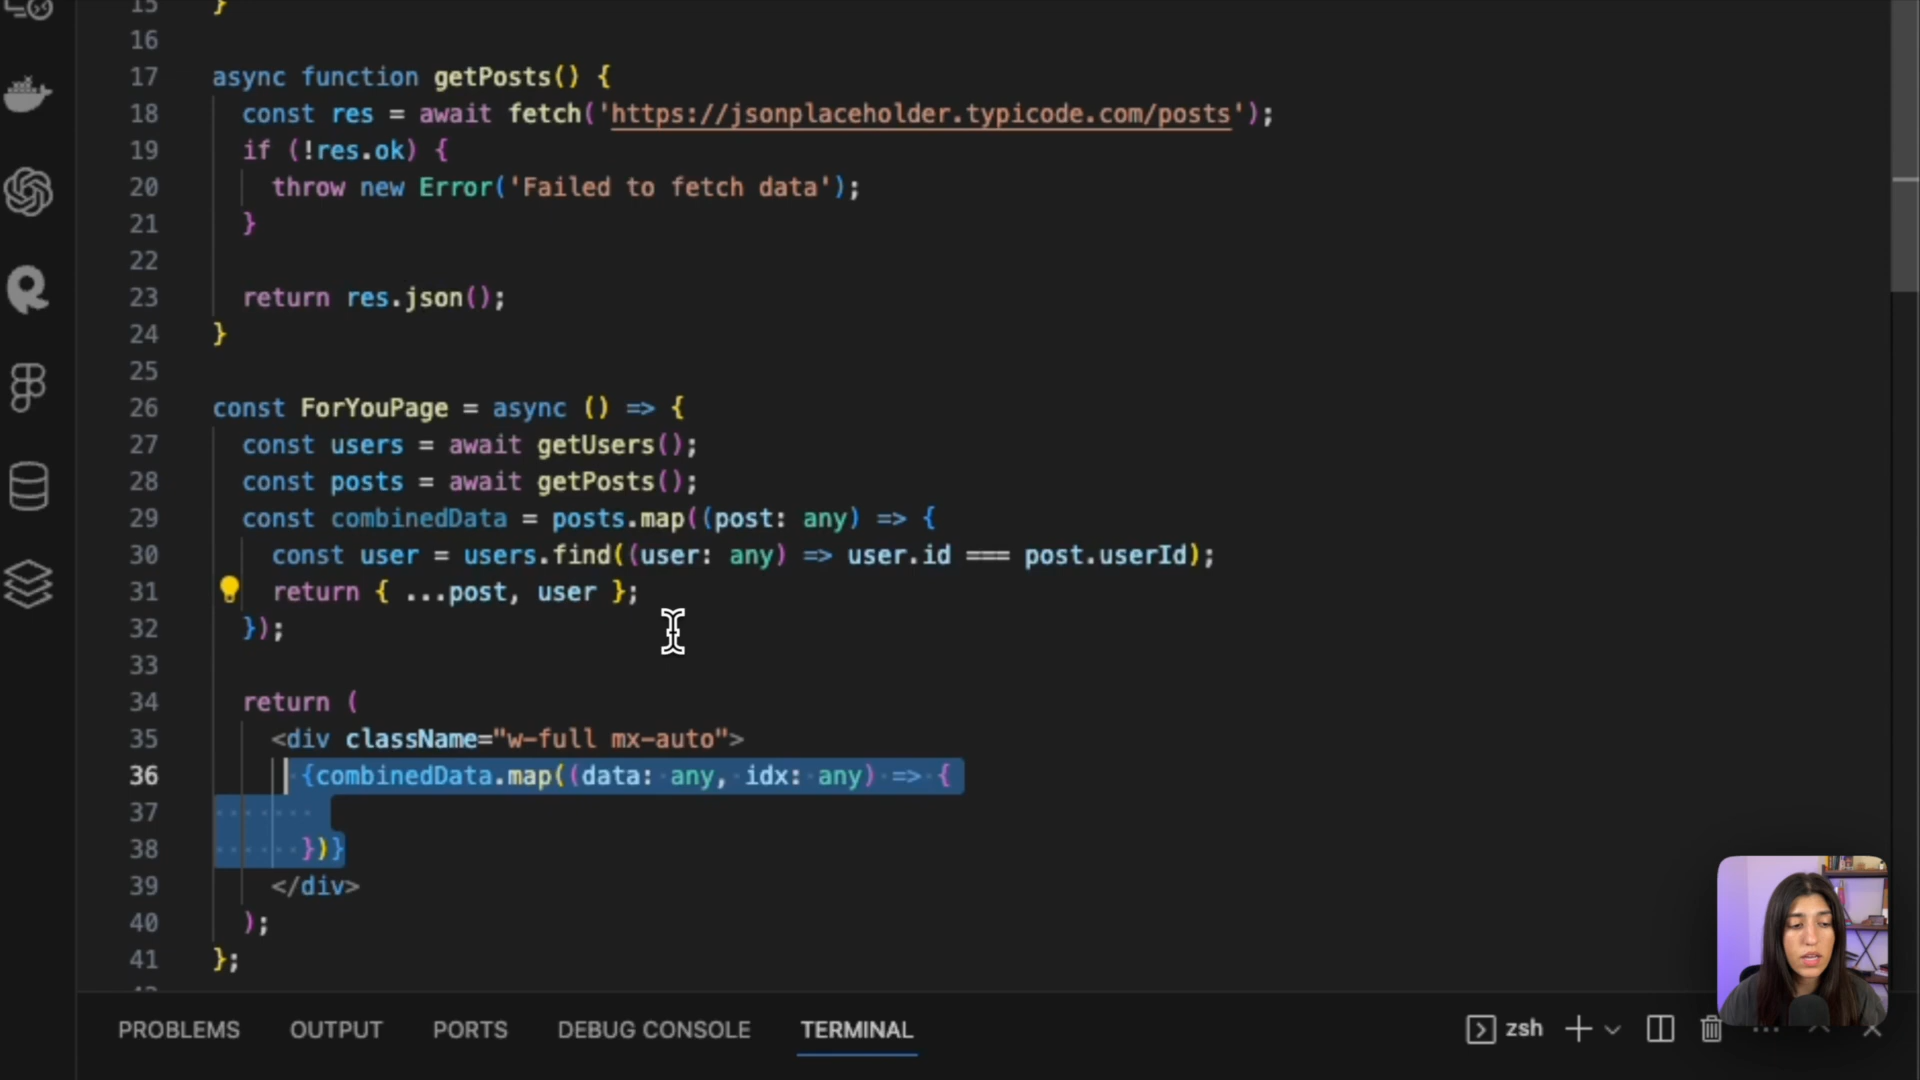 15 }
16
17 async function getPosts() {
18 const res = await fetch('https://jsonplaceholder.typicode.com/posts');
19 if (!res.ok) {
20 throw new Error('Failed to fetch data');
21 }
22
23 return res.json();
24 }
25
26 const ForYouPage = async () => {
27 const users = await getUsers();
28 const posts = await getPosts();
29 const combinedData = posts.map((post: any) => {
30 const user = users.find((user: any) => user.id === post.userId);
31 return { ...post, user };
32 });
33
34 return (
35 <div className="w-full mx-auto">
36 {combinedData.map((data: any, idx: any) => {
37
38 })}
39 </div>
40 );
41 };
PROBLEMS OUTPUT PORTS DEBUG CONSOLE TERMINAL zsh